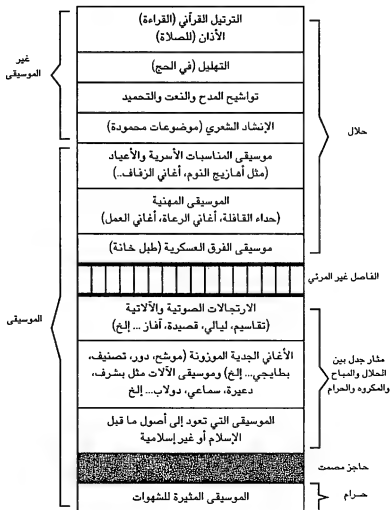 الترتيل القرآني (القراءة)
الأذان (للصلاة)
التهليل (في الحج)
تواشيح المدح والنعت والتحميد
الإنشاد الشعري (موضوعات محمودة)
غير
الموسيقى
موسيقى المناسبات الأسرية والأعياد
(مثل أهازيج النوم، أغاني الزفاف..)
الموسيقى المهنية
(حداء القافلة، أغاني الرعاة، أغاني العمل)
موسيقى الفرق العسكرية (طبل خانة)
حلال
الفاصل غير المرئي
الموسيقى
الارتجالات الصوتية والآلاتية
(تقاسيم، ليالي، قصيدة، آفاز ... إلخ)
الأغاني الجدية الموزونة (موشح، دور، تصنيف،
بطايحي... إلخ) وموسيقى الآلات مثل بشرف،
دعيرة، سماعي، دولاب... إلخ
الموسيقى التي تعود إلى أصول ما قبل
الإسلام أو غير إسلامية
مثار جدل بين
الحلال والمباح
والمكروه والحرام
حاجز مصمت
الموسيقى المثيرة للشهوات
حرام